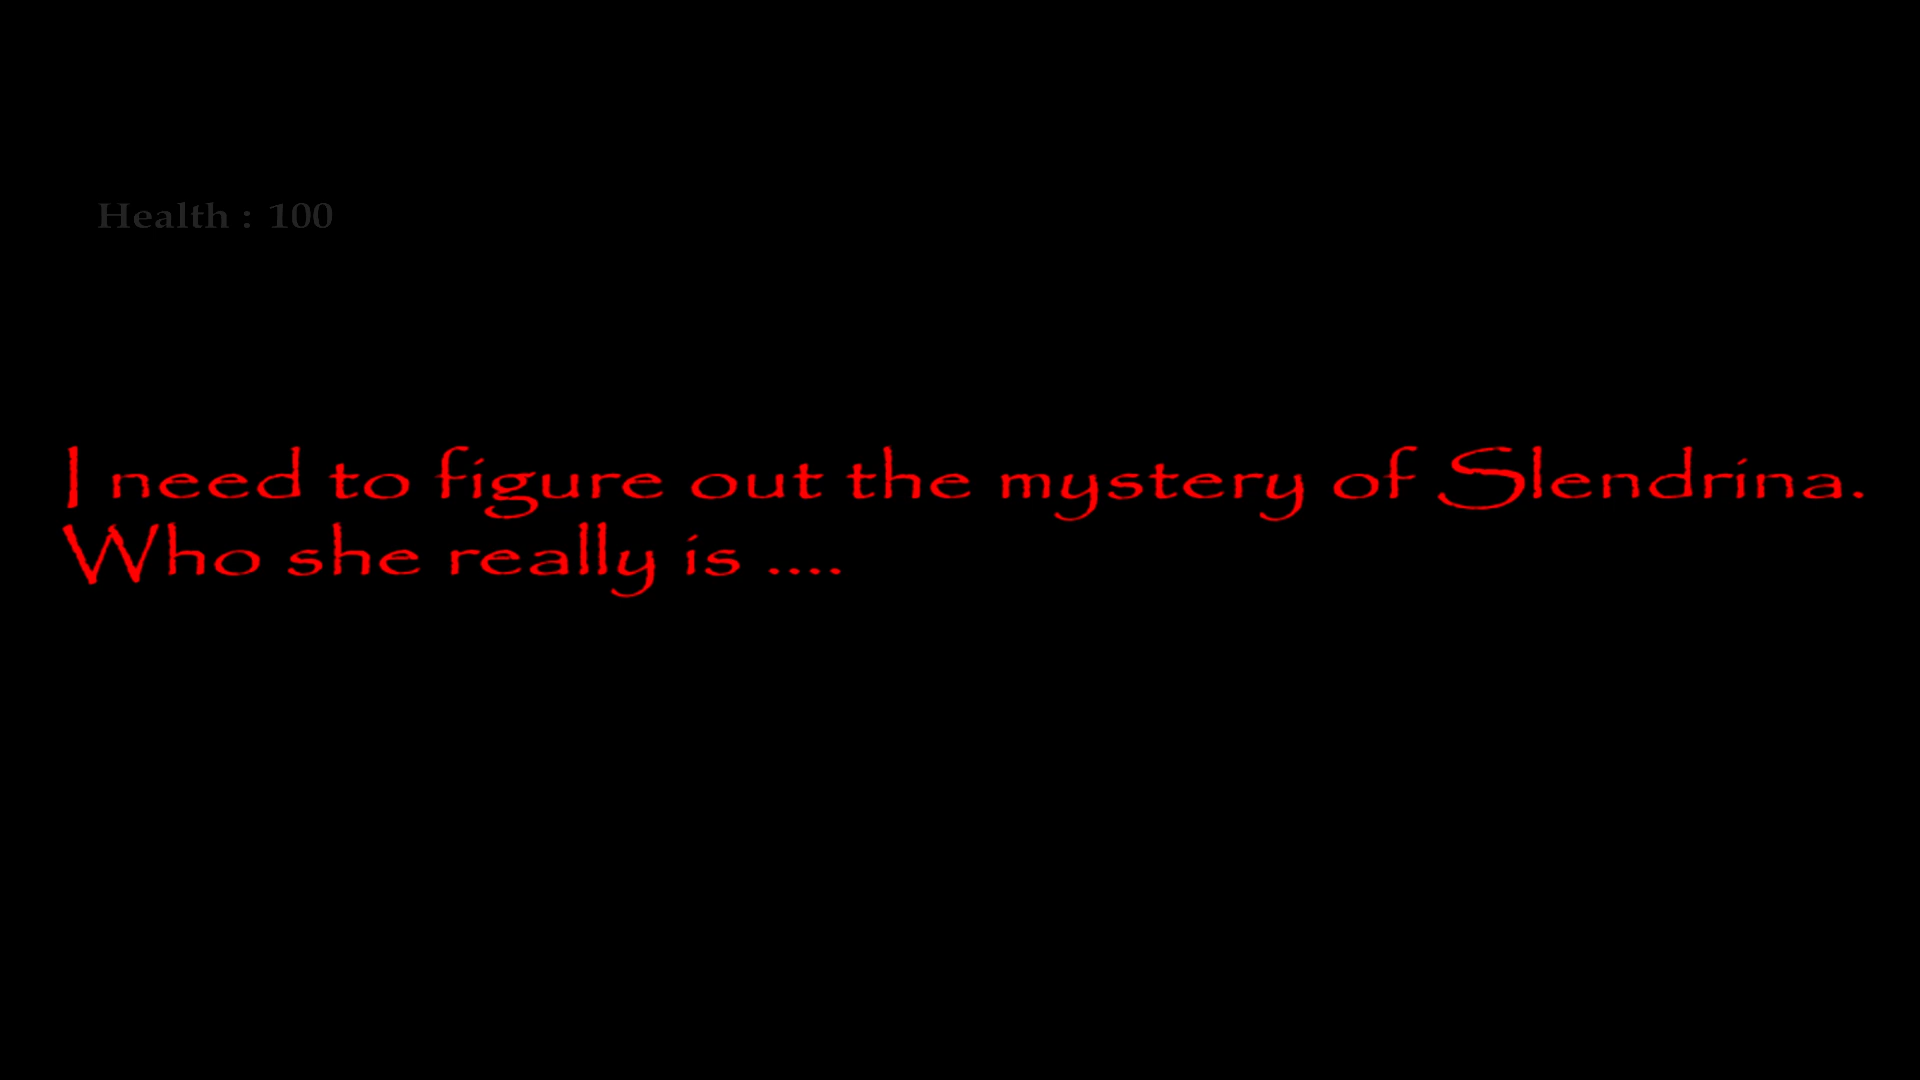 Health : 100
I need to figure out the mystery of Slendrina.
Who she really is ....